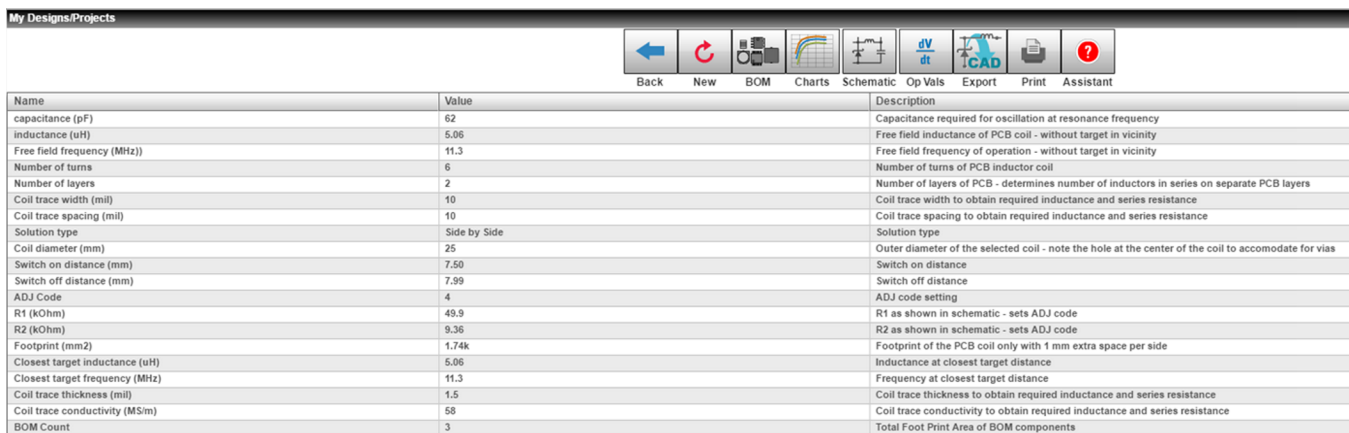 My Designs/Projects
dV
dt
CAD
?
Back New BOM Charts Schematic Op Vals Export Print Assistant
Name Value Description
capacitance (pF) 62 Capacitance required for oscillation at resonance frequency
inductance (uH) 5.06 Free field inductance of PCB coil - without target in vicinity
Free field frequency (MHz)) 11.3 Free field frequency of operation - without target in vicinity
Number of turns 6 Number of turns of PCB inductor coil
Number of layers 2 Number of layers of PCB - determines number of inductors in series on separate PCB layers
Coil trace width (mil) 10 Coil trace width to obtain required inductance and series resistance
Coil trace spacing (mil) 10 Coil trace spacing to obtain required inductance and series resistance
Solution type Side by Side Solution type
Coil diameter (mm) 25 Outer diameter of the selected coil - note the hole at the center of the coil to accomodate for vias
Switch on distance (mm) 7.50 Switch on distance
Switch off distance (mm) 7.99 Switch off distance
ADJ Code 4 ADJ code setting
R1 (kOhm) 49.9 R1 as shown in schematic - sets ADJ code
R2 (kOhm) 9.36 R2 as shown in schematic - sets ADJ code
Footprint (mm2) 1.74k Footprint of the PCB coil only with 1 mm extra space per side
Closest target inductance (uH) 5.06 Inductance at closest target distance
Closest target frequency (MHz) 11.3 Frequency at closest target distance
Coil trace thickness (mil) 1.5 Coil trace thickness to obtain required inductance and series resistance
Coil trace conductivity (MS/m) 58 Coil trace conductivity to obtain required inductance and series resistance
BOM Count 3 Total Foot Print Area of BOM components